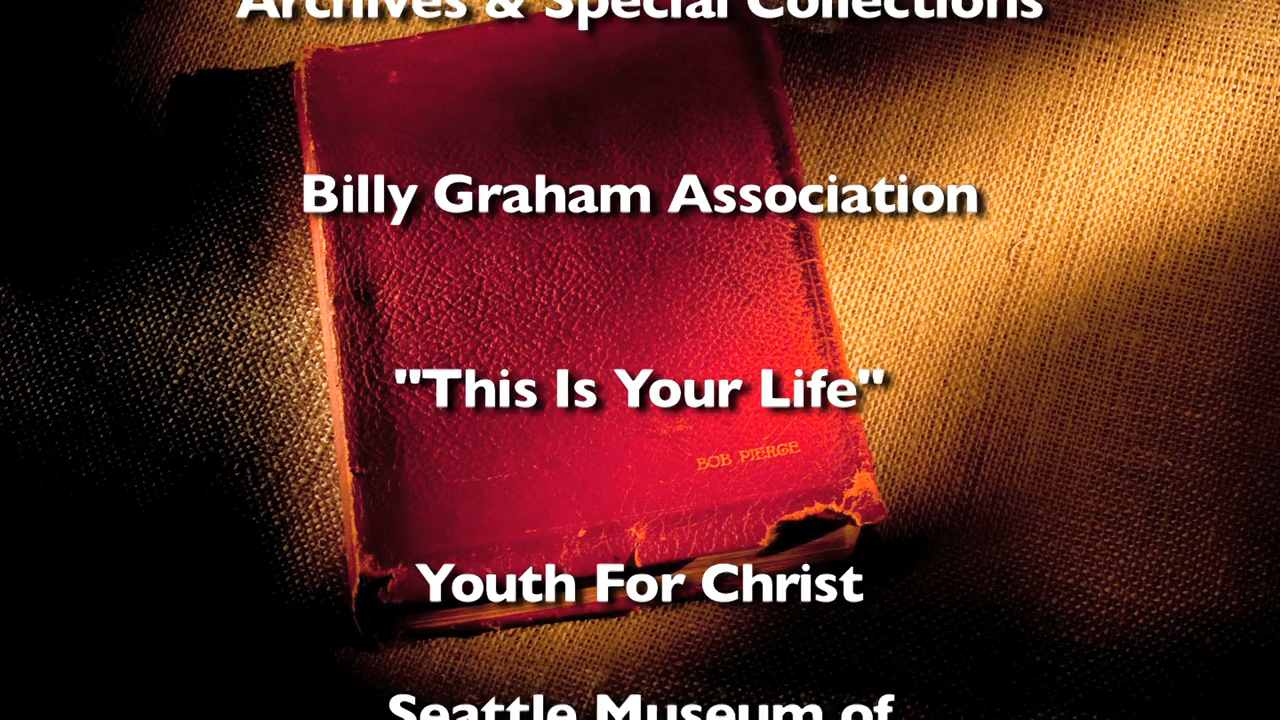 Archives & Special Collections
Billy Graham Association
"This Is Your Life"
BOB PIERCE
Youth For Christ
Seattle Museum of